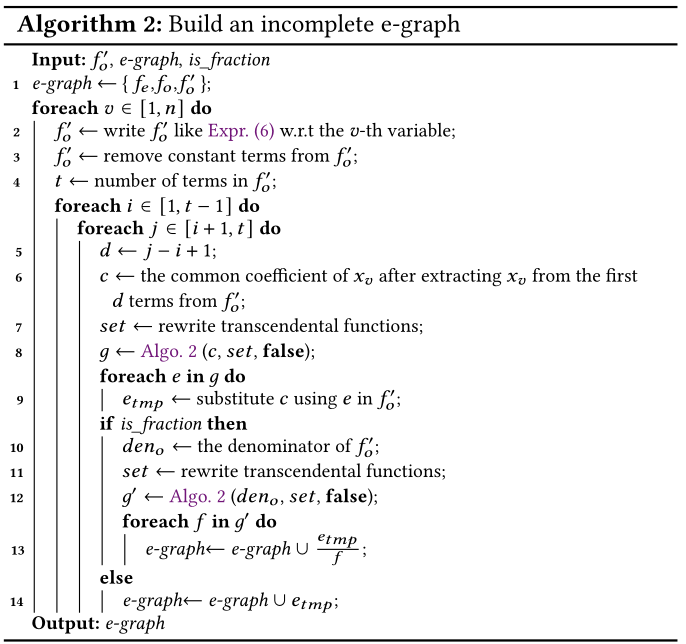 Algorithm 2: Build an incomplete e-graph
Input: f′ₒ, e-graph, is_fraction
1 e-graph ← { fₑ,fₒ,f′ₒ };
foreach v ∈ [1, n] do
2 f′ₒ ← write f′ₒ like Expr. (6) w.r.t the v-th variable;
3 f′ₒ ← remove constant terms from f′ₒ;
4 t ← number of terms in f′ₒ;
foreach i ∈ [1, t − 1] do
foreach j ∈ [i + 1, t] do
5 d ← j − i + 1;
6 c ← the common coefficient of xᵥ after extracting xᵥ from the first
d terms from f′ₒ;
7 set ← rewrite transcendental functions;
8 g ← Algo. 2 (c, set, false);
foreach e in g do
9 e_tmp ← substitute c using e in f′ₒ;
if is_fraction then
10 denₒ ← the denominator of f′ₒ;
11 set ← rewrite transcendental functions;
12 g′ ← Algo. 2 (denₒ, set, false);
foreach f in g′ do
13 e-graph← e-graph ∪ e_tmp/f ;
else
14 e-graph← e-graph ∪ e_tmp;
Output: e-graph